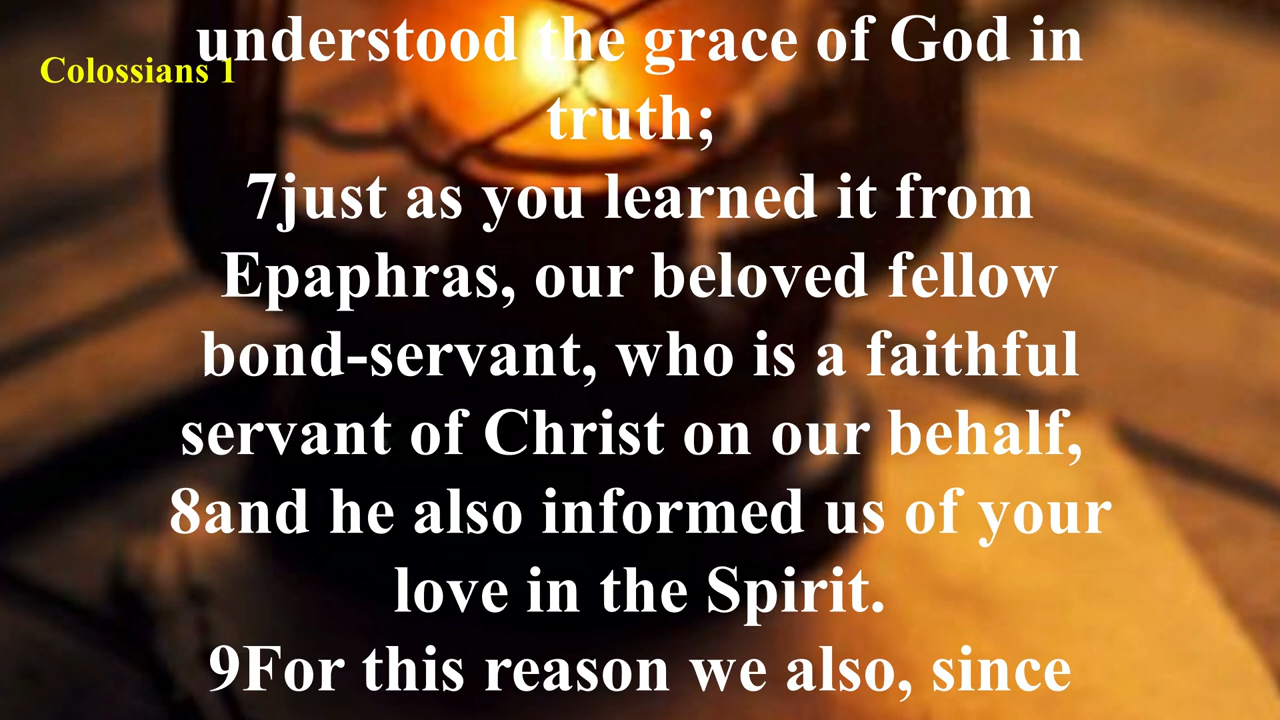 Colossians 1
understood the grace of God in
truth;
7just as you learned it from
Epaphras, our beloved fellow
bond-servant, who is a faithful
servant of Christ on our behalf,
8and he also informed us of your
love in the Spirit.
9For this reason we also, since